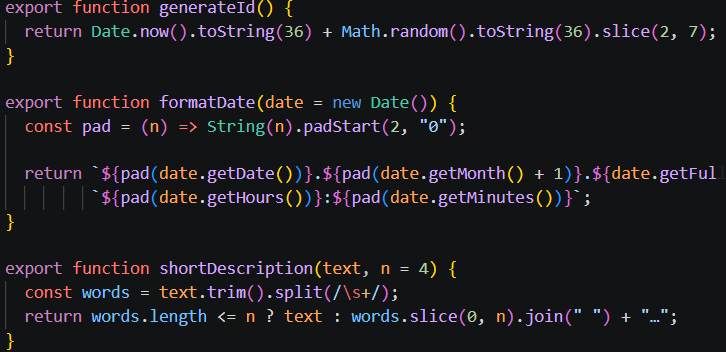 export function generateId() {
  return Date.now().toString(36) + Math.random().toString(36).slice(2, 7);
}
export function formatDate(date = new Date()) {
  const pad = (n) => String(n).padStart(2, "0");
  return `${pad(date.getDate())}.${pad(date.getMonth() + 1)}.${date.getFul
         `${pad(date.getHours())}:${pad(date.getMinutes())}`;
}
export function shortDescription(text, n = 4) {
  const words = text.trim().split(/\s+/);
  return words.length <= n ? text : words.slice(0, n).join(" ") + "…";
}